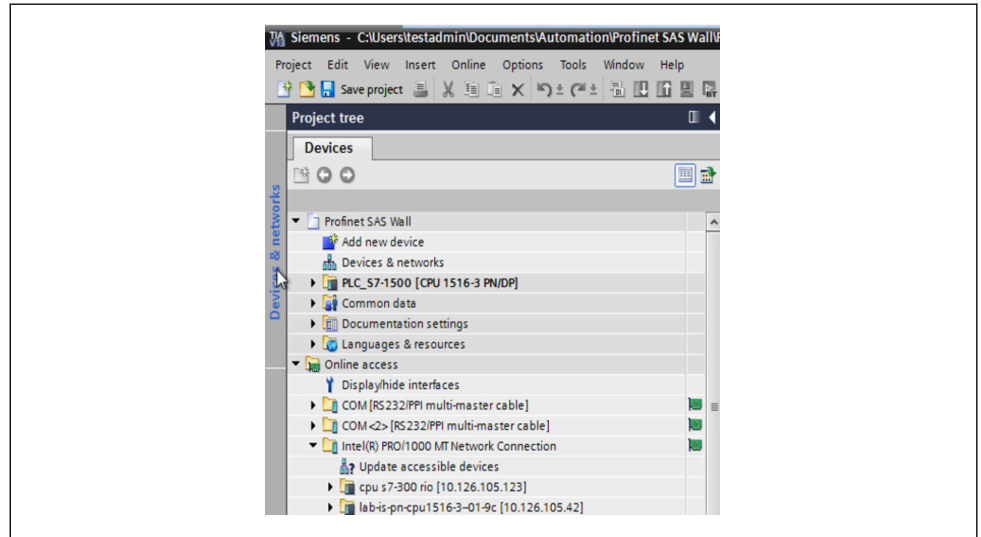 TIA V13 Siemens - C:\Users\testadmin\Documents\Automation\Profinet SAS Wall\
Project Edit View Insert Online Options Tools Window Help
Save project
Project tree
Devices
Devices & networks
Profinet SAS Wall
Add new device
Devices & networks
PLC_S7-1500 [CPU 1516-3 PN/DP]
Common data
Documentation settings
Languages & resources
Online access
Display/hide interfaces
COM [RS232/PPI multi-master cable]
COM <2> [RS232/PPI multi-master cable]
Intel(R) PRO/1000 MT Network Connection
Update accessible devices
cpu s7-300 rio [10.126.105.123]
lab-is-pn-cpu1516-3-01-9c [10.126.105.42]